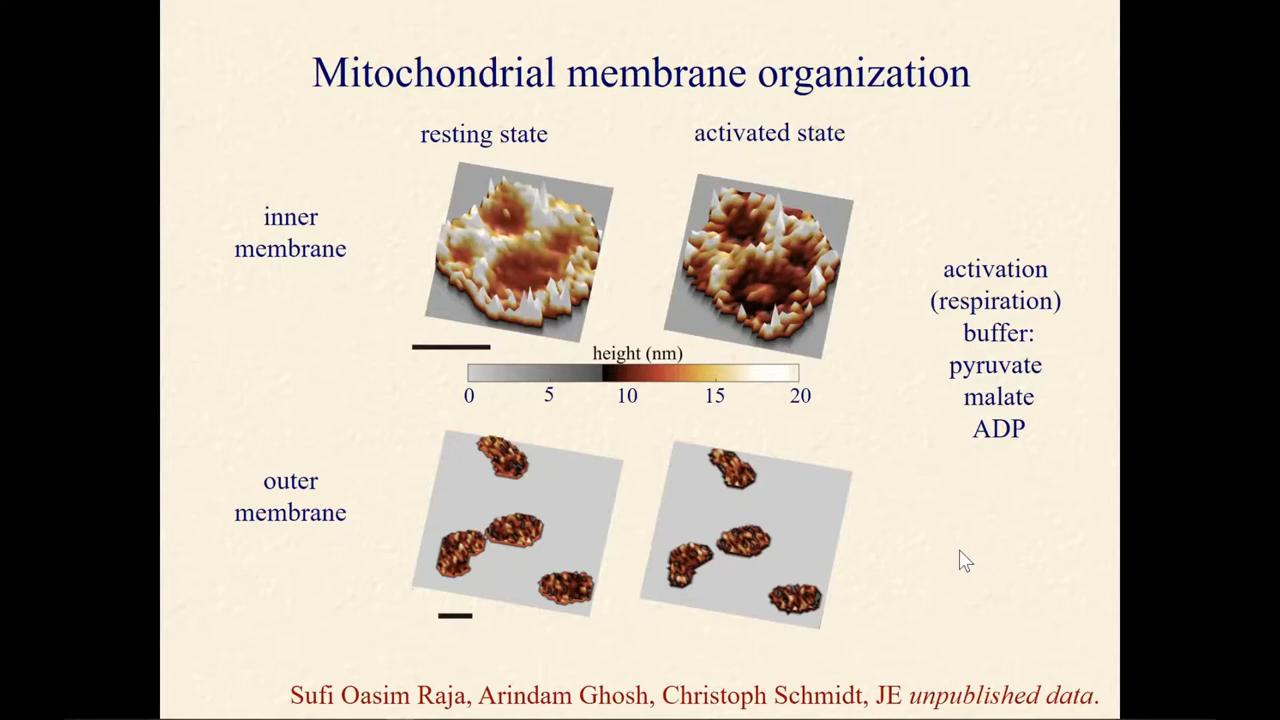 Mitochondrial membrane organization
resting state
activated state
inner
membrane
activation
(respiration)
buffer:
pyruvate
malate
ADP
height (nm)
0 5 10 15 20
outer
membrane
Sufi Oasim Raja, Arindam Ghosh, Christoph Schmidt, JE unpublished data.